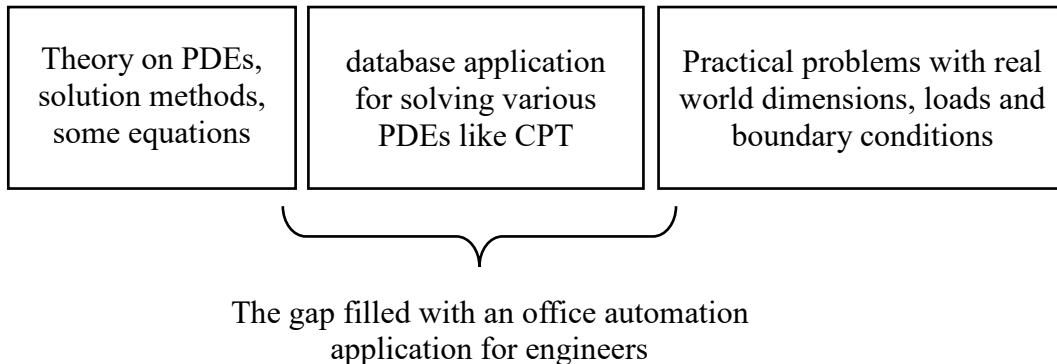 Theory on PDEs,
solution methods,
some equations
database application
for solving various
PDEs like CPT
Practical problems with real
world dimensions, loads and
boundary conditions
The gap filled with an office automation
application for engineers